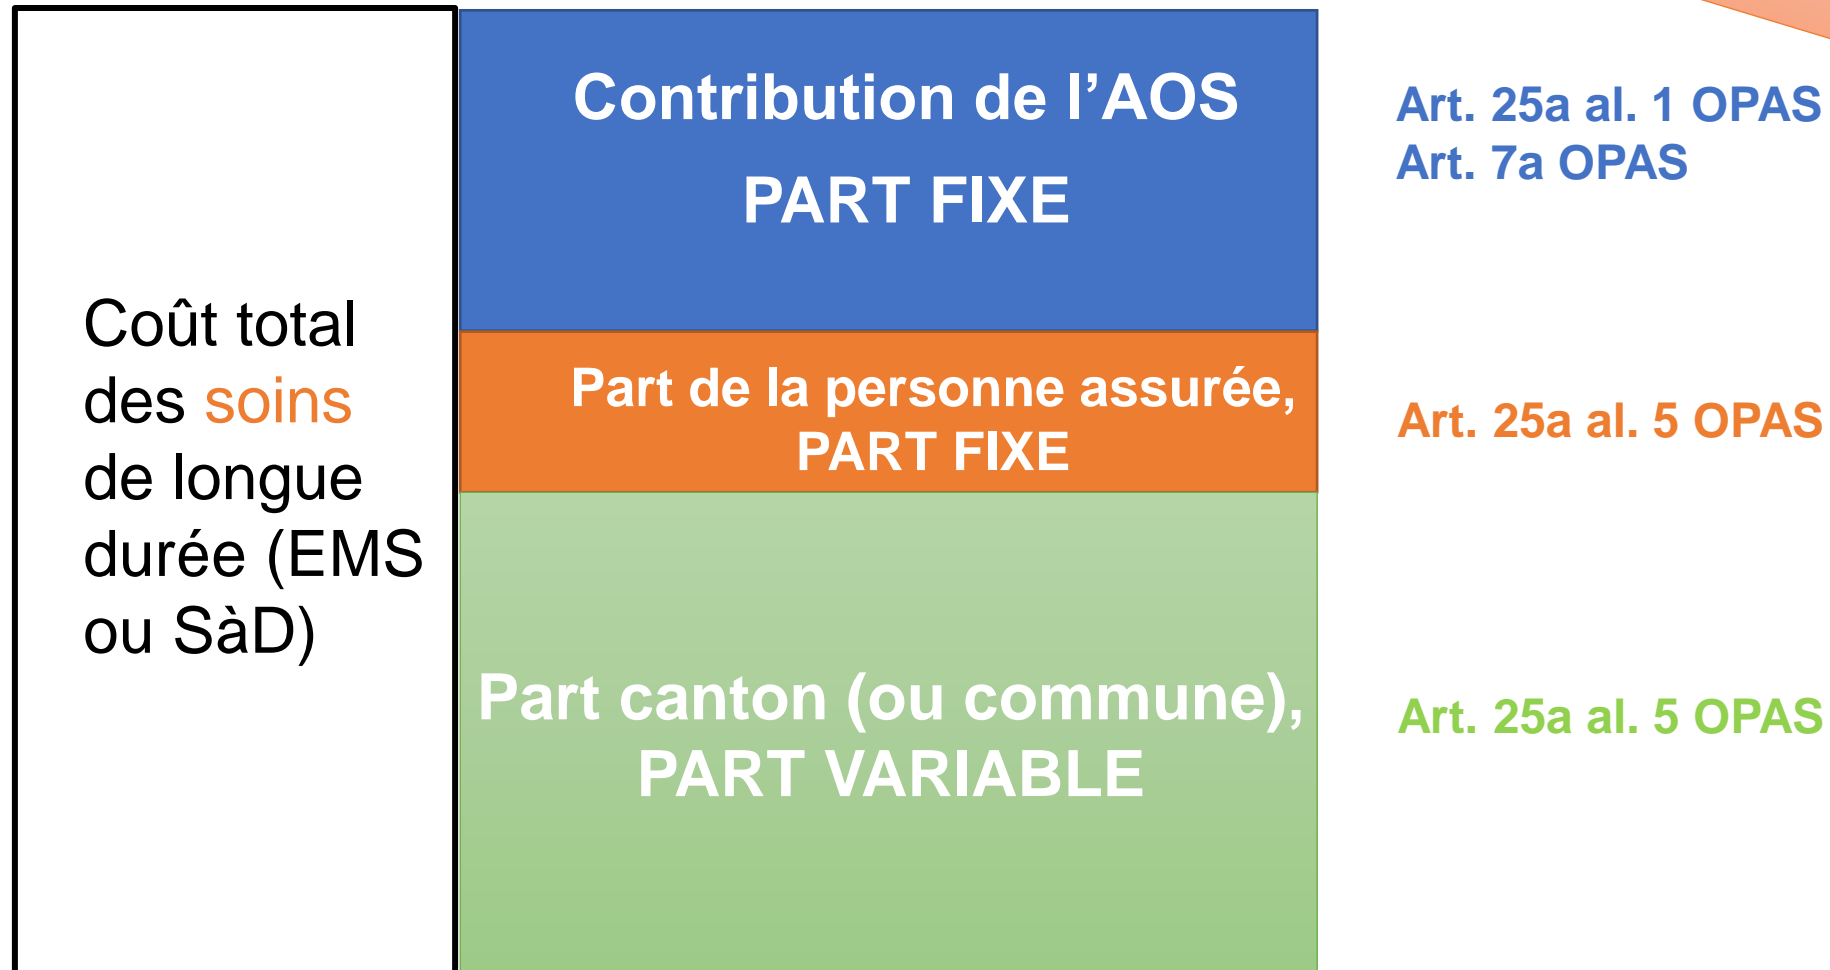 Coût total
des soins
de longue
durée (EMS
ou SàD)
Contribution de l’AOS
PART FIXE
Art. 25a al. 1 OPAS
Art. 7a OPAS
Part de la personne assurée,
PART FIXE
Art. 25a al. 5 OPAS
Part canton (ou commune),
PART VARIABLE
Art. 25a al. 5 OPAS